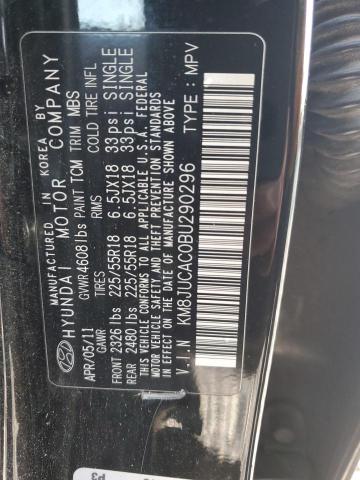 MANUFACTURED IN KOREA BY
HYUNDAI MOTOR COMPANY
GVWR 4608 lbs PAINT TCM TRIM MBS
APR/05/11 GAWR TIRES RIMS COLD TIRE INFL
FRONT 2326 lbs 225/55R18 6.5JX18 33psi SINGLE
REAR 2480 lbs 225/55R18 6.5JX18 33psi SINGLE
THIS VEHICLE CONFORMS TO ALL APPLICABLE U.S.A. FEDERAL
MOTOR VEHICLE SAFETY AND THEFT PREVENTION STANDARDS
IN EFFECT ON THE DATE OF MANUFACTURE SHOWN ABOVE.
V.I.N KM8JUCAC0BU290296 TYPE : MPV